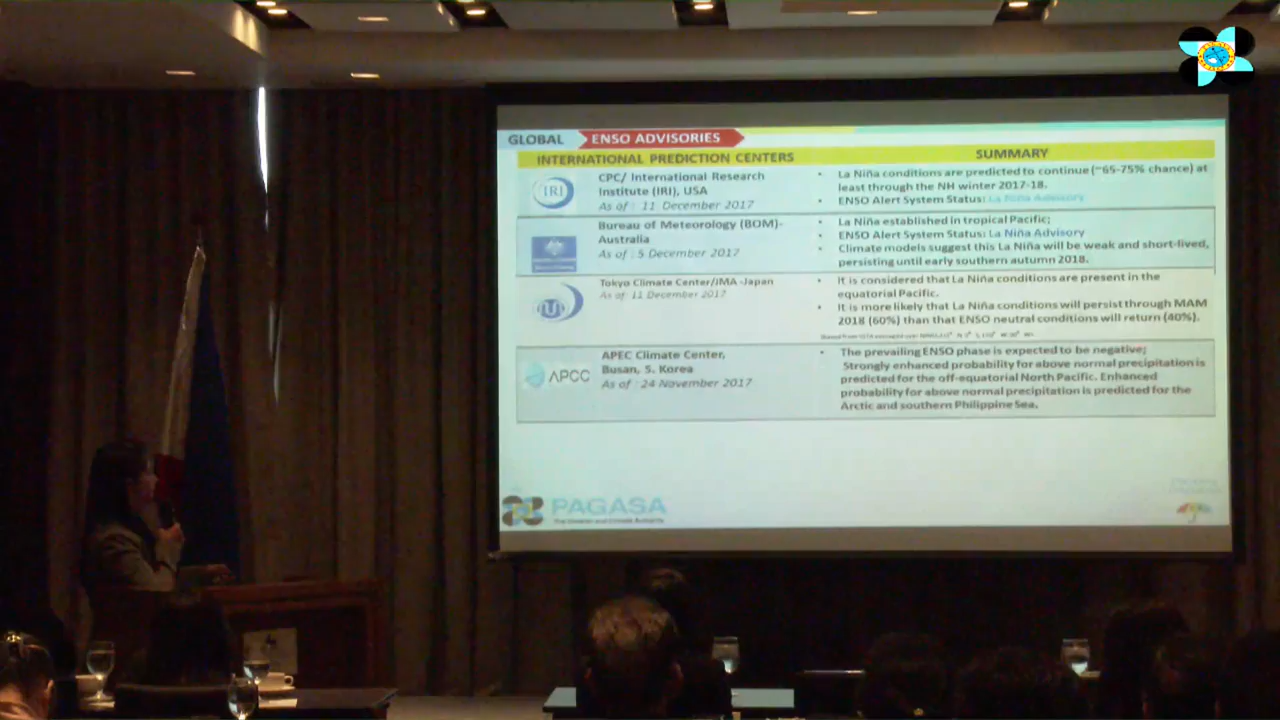 GLOBAL
ENSO ADVISORIES
INTERNATIONAL PREDICTION CENTERS
SUMMARY
IRI
CPC/ International Research
Institute (IRI), USA
As of : 11 December 2017
• La Niña conditions are predicted to continue (~65-75% chance) at
least through the NH winter 2017-18.
• ENSO Alert System Status: La Niña Advisory
Bureau of Meteorology (BOM)-
Australia
As of : 5 December 2017
• La Niña established in tropical Pacific;
• ENSO Alert System Status: La Niña Advisory
• Climate models suggest this La Niña will be weak and short-lived,
persisting until early southern autumn 2018.
Tokyo Climate Center/JMA -Japan
As of: 11 December 2017
• It is considered that La Niña conditions are present in the
equatorial Pacific.
• It is more likely that La Niña conditions will persist through MAM
2018 (60%) than that ENSO neutral conditions will return (40%).
APCC
APEC Climate Center,
Busan, S. Korea
As of : 24 November 2017
• The prevailing ENSO phase is expected to be negative;
Strongly enhanced probability for above normal precipitation is
predicted for the off-equatorial North Pacific. Enhanced
probability for above normal precipitation is predicted for the
Arctic and southern Philippine Sea.
PAGASA